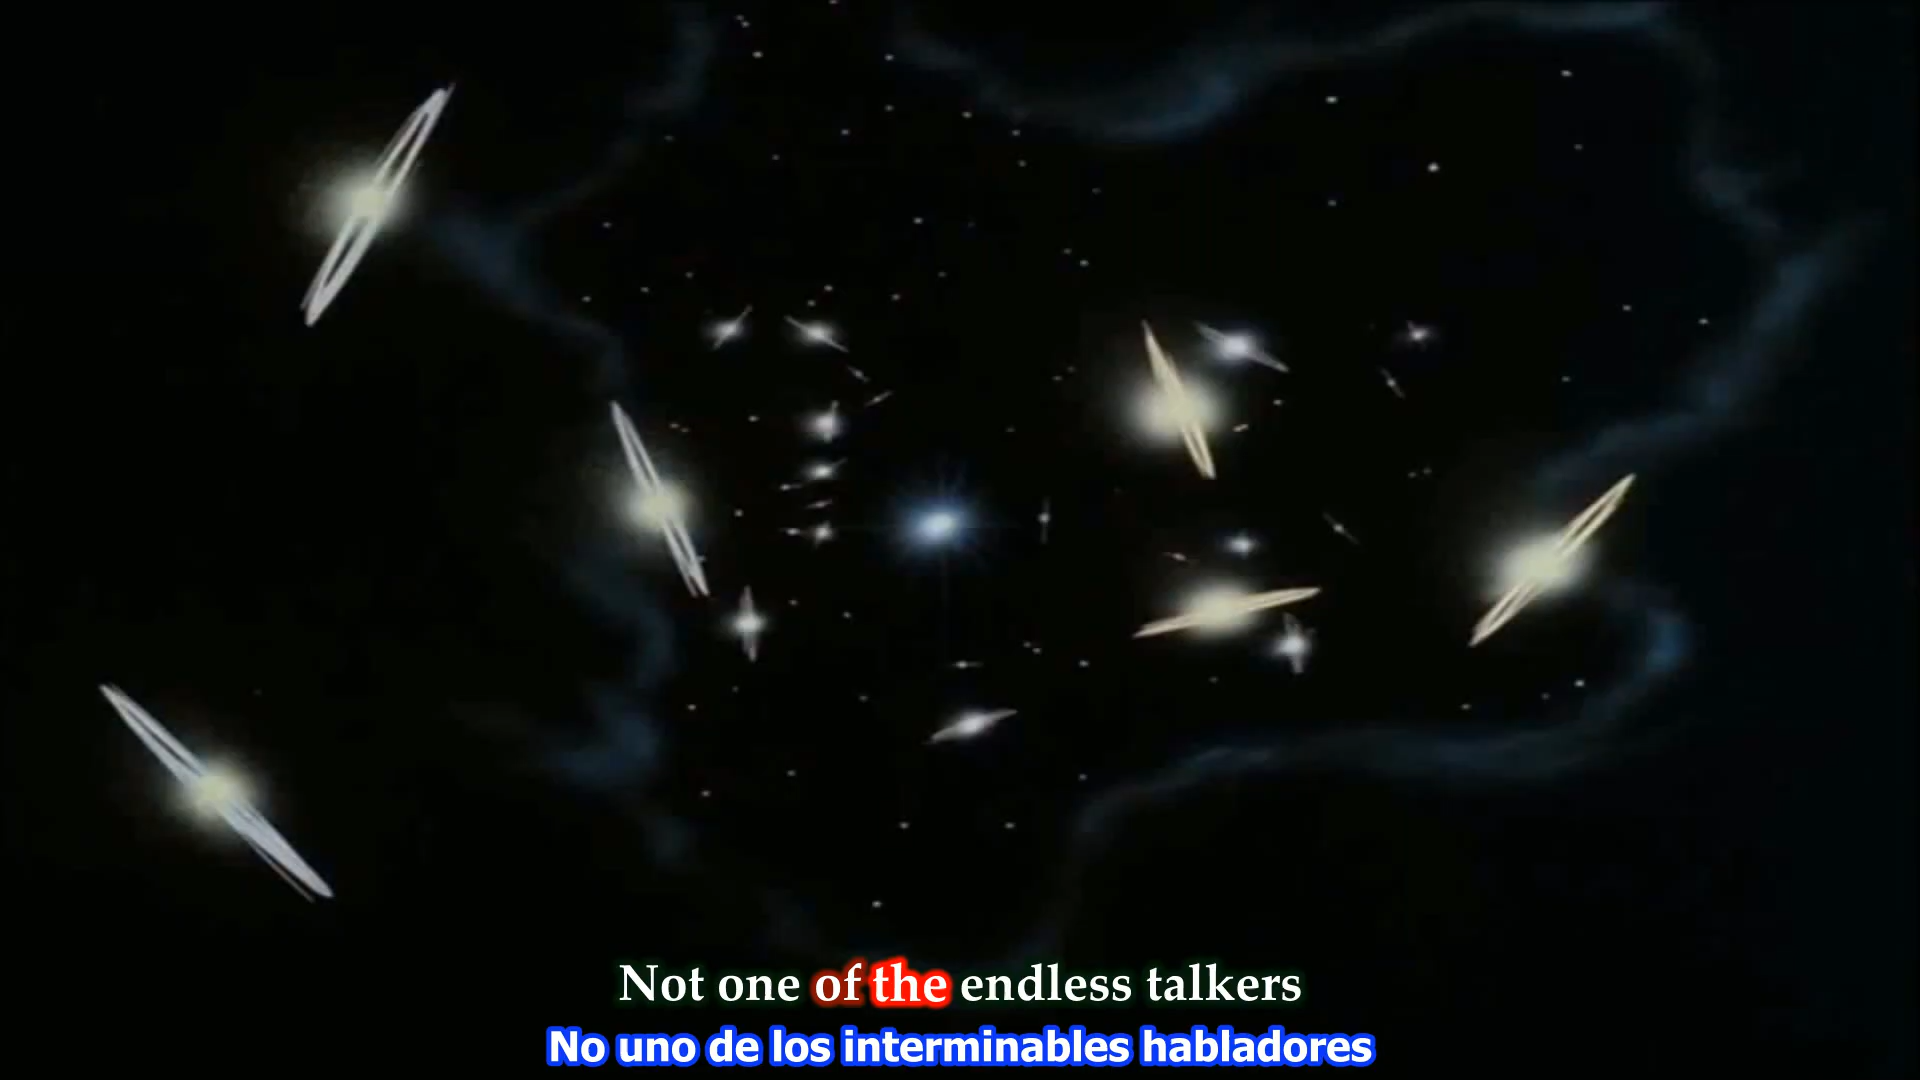 Not one of the endless talkers
No uno de los interminables habladores